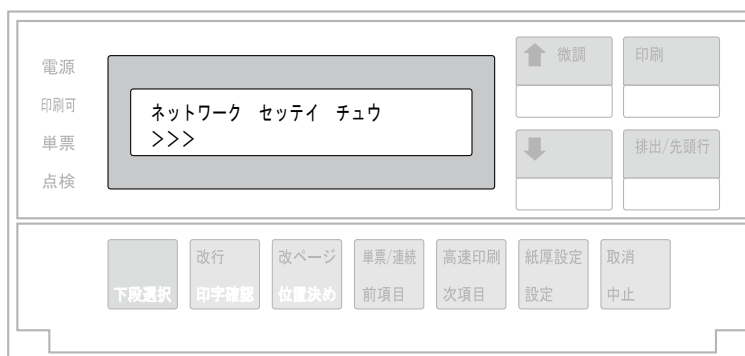 電源
印刷可
単票
点検
ネットワーク セッテイ チュウ
>>>
微調
印刷
排出/先頭行
下段選択
改行
印字確認
改ページ
位置決め
単票/連続
前項目
高速印刷
次項目
紙厚設定
設定
取消
中止